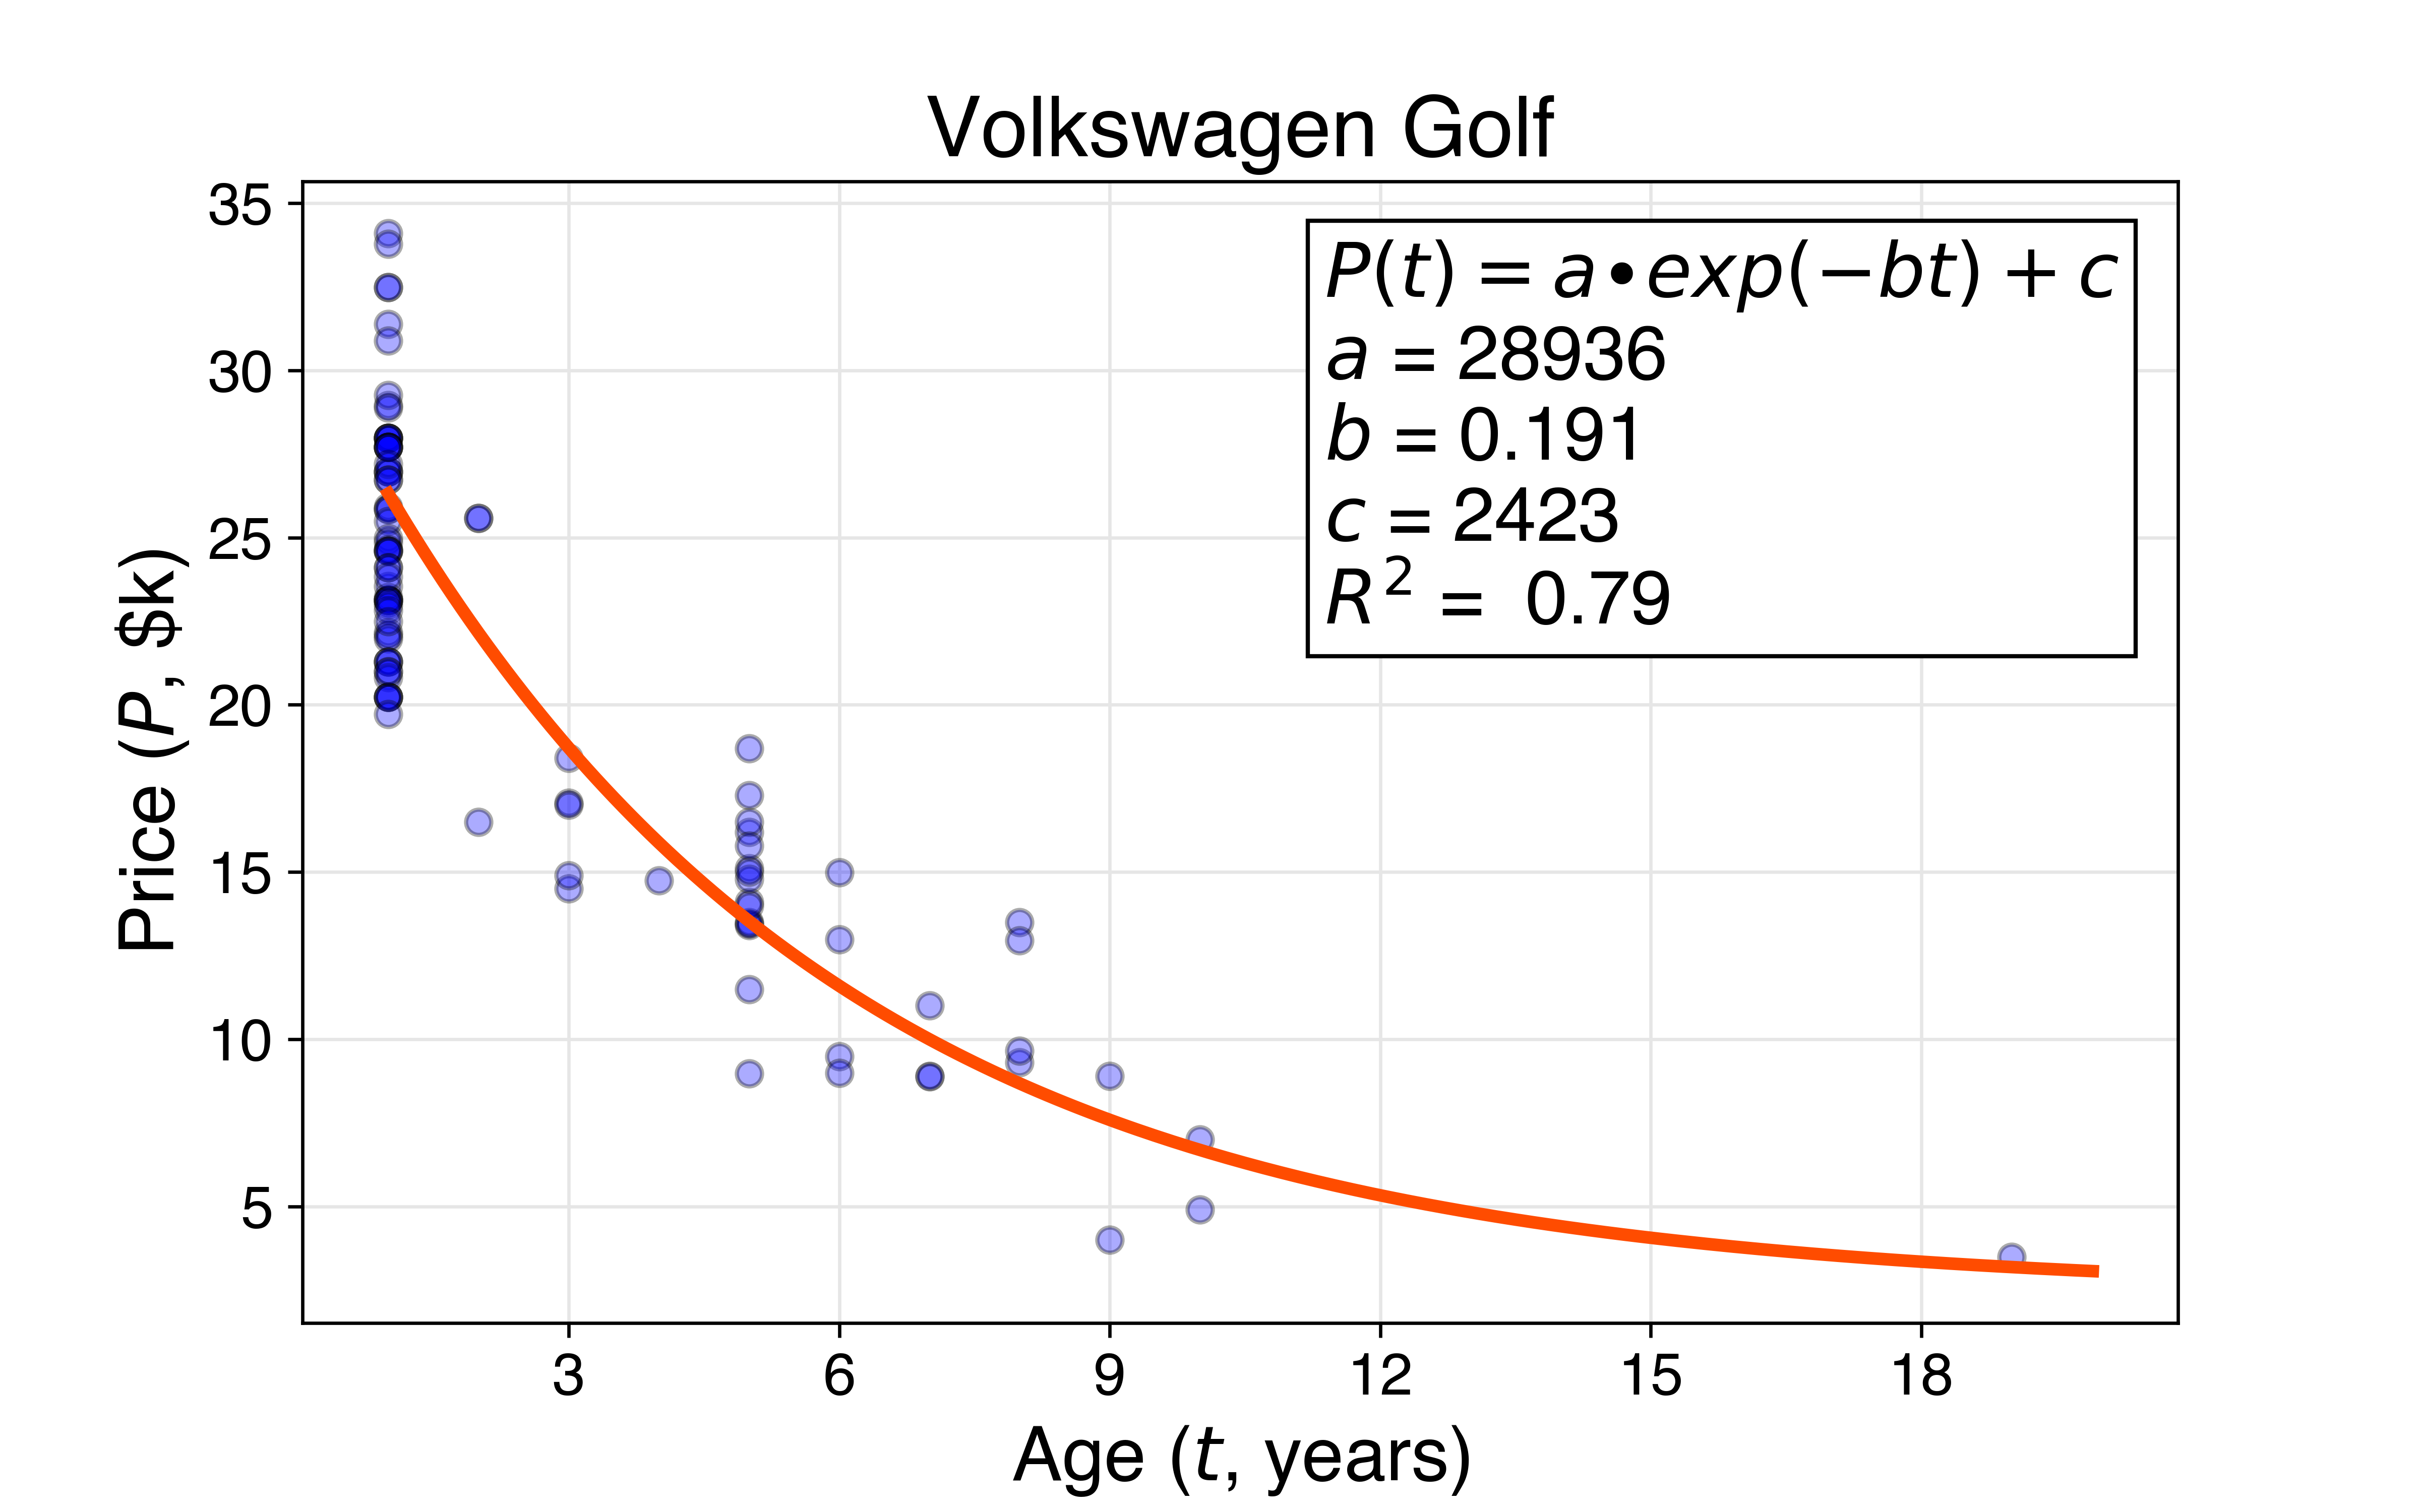 Volkswagen Golf
P(t) = a•exp(−bt) + c
a = 28936
b = 0.191
c = 2423
R² = 0.79
Price (P, $k)
35
30
25
20
15
10
5
3 6 9 12 15 18
Age (t, years)